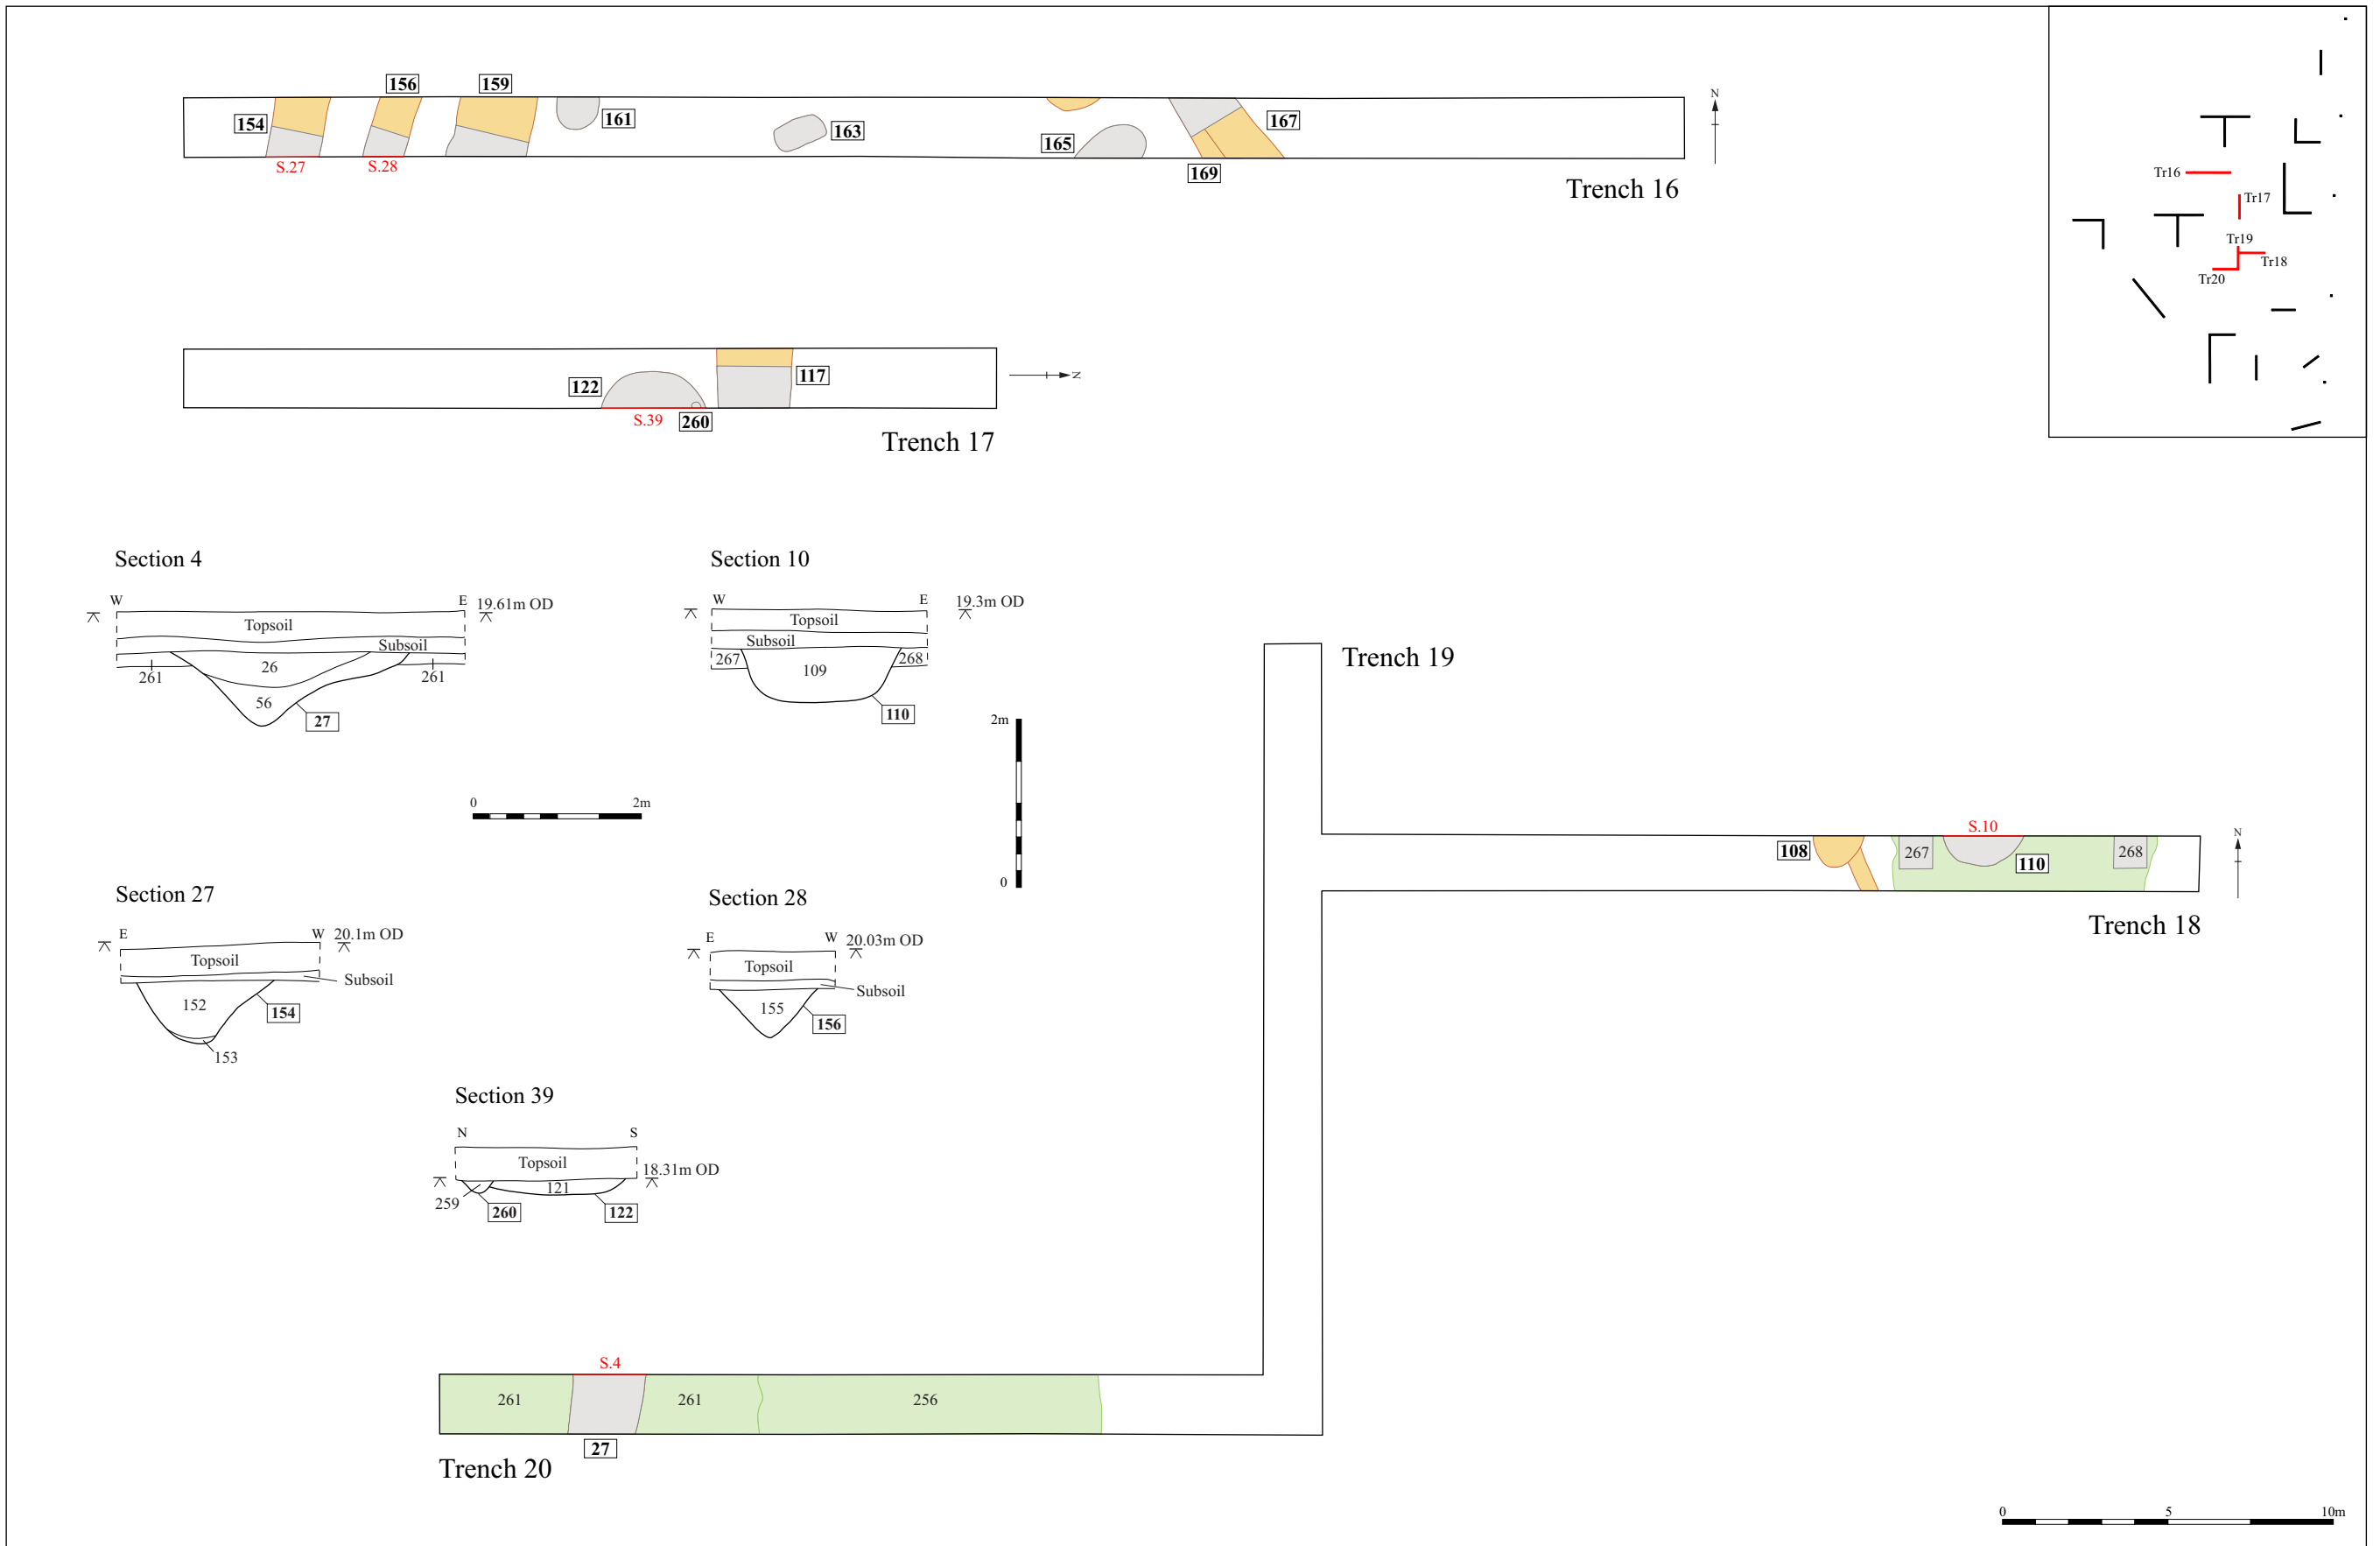 156
159
154
161
163
165
167
169
S.27
S.28
N
Trench 16
Tr16
Tr17
Tr19
Tr18
Tr20
122
117
S.39
260
N
Trench 17
Section 4
W
E
19.61m OD
Topsoil
Subsoil
26
261
261
56
27
Section 10
W
E
19.3m OD
Topsoil
Subsoil
267
268
109
110
0
2m
2m
0
Section 27
E
W
20.1m OD
Topsoil
Subsoil
152
154
153
Section 28
E
W
20.03m OD
Topsoil
Subsoil
155
156
Section 39
N
S
Topsoil
18.31m OD
121
259
260
122
Trench 19
S.10
108
267
110
268
N
Trench 18
S.4
261
261
256
27
Trench 20
0
5
10m